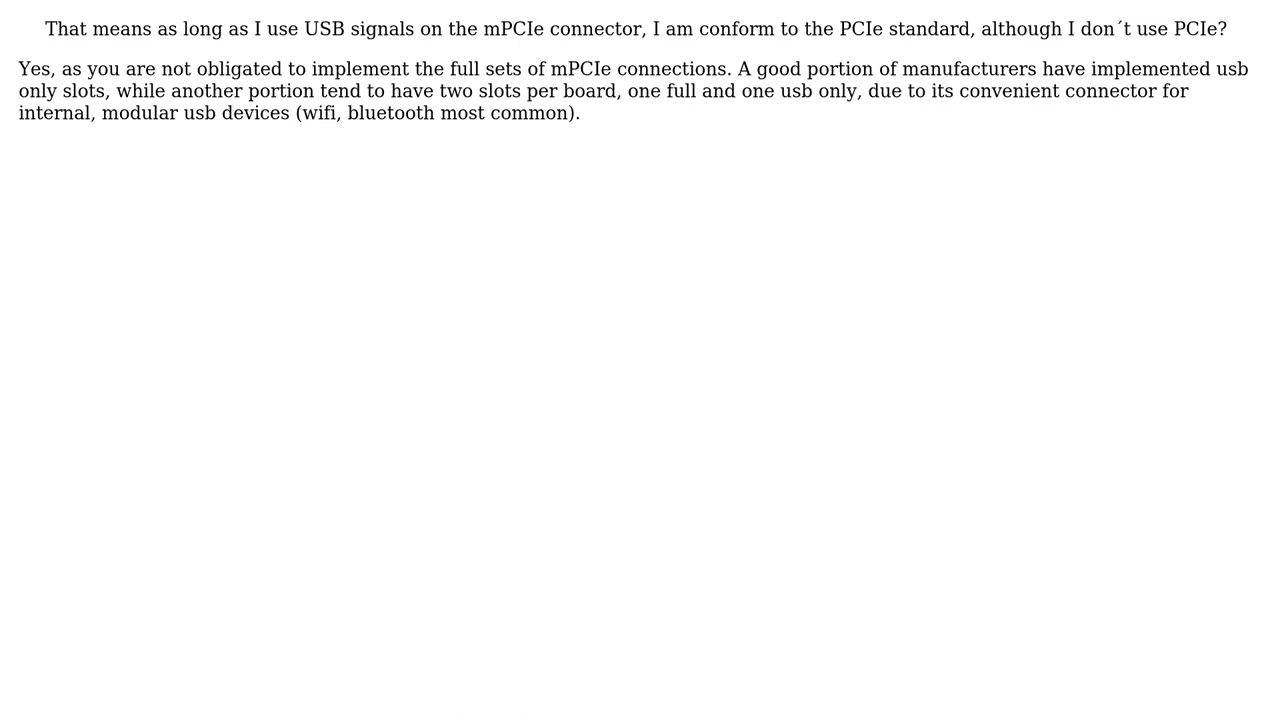 That means as long as I use USB signals on the mPCIe connector, I am conform to the PCIe standard, although I don´t use PCIe?
Yes, as you are not obligated to implement the full sets of mPCIe connections. A good portion of manufacturers have implemented usb
only slots, while another portion tend to have two slots per board, one full and one usb only, due to its convenient connector for
internal, modular usb devices (wifi, bluetooth most common).